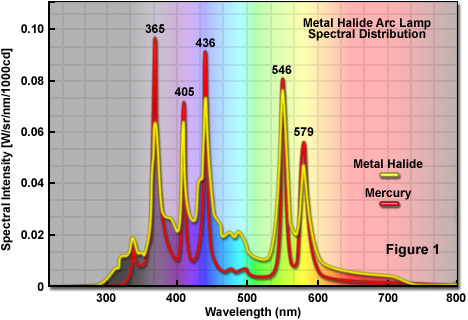 Metal Halide Arc Lamp
Spectral Distribution
Spectral Intensity [W/sr/nm/1000cd]
0.10
0.08
0.06
0.04
0.02
0
365
405
436
546
579
Metal Halide
Mercury
Figure 1
300
400
500
600
700
800
Wavelength (nm)